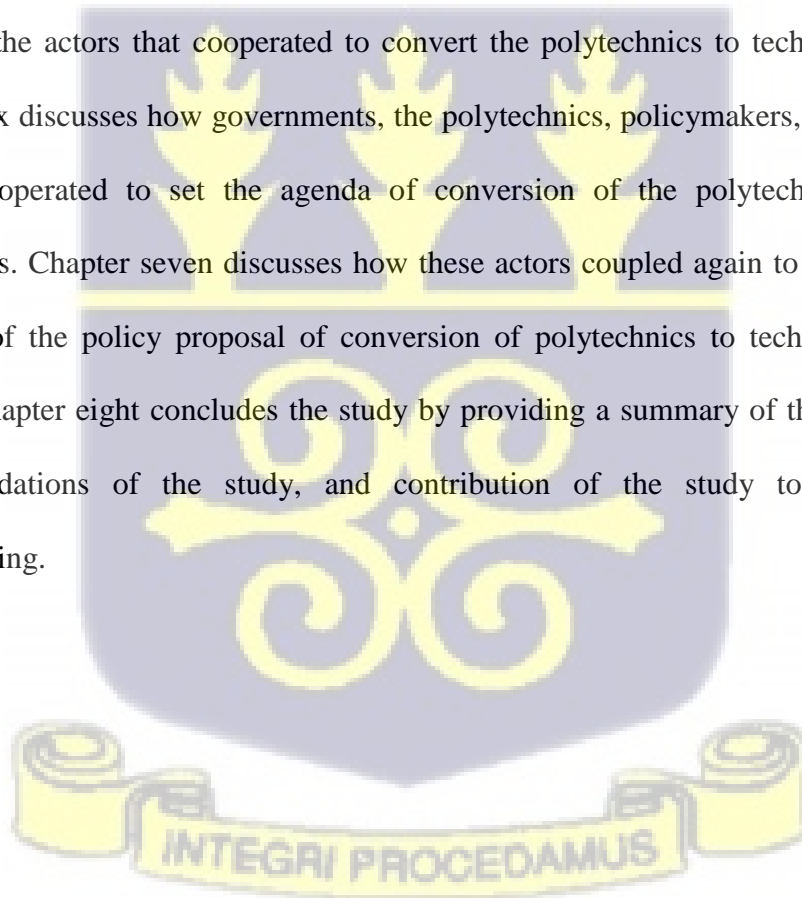 the actors that cooperated to convert the polytechnics to tech
x discusses how governments, the polytechnics, policymakers,
operated to set the agenda of conversion of the polytech
s. Chapter seven discusses how these actors coupled again to
of the policy proposal of conversion of polytechnics to tech
hapter eight concludes the study by providing a summary of th
dations of the study, and contribution of the study to
ing.
INTEGRI PROCEDAMUS